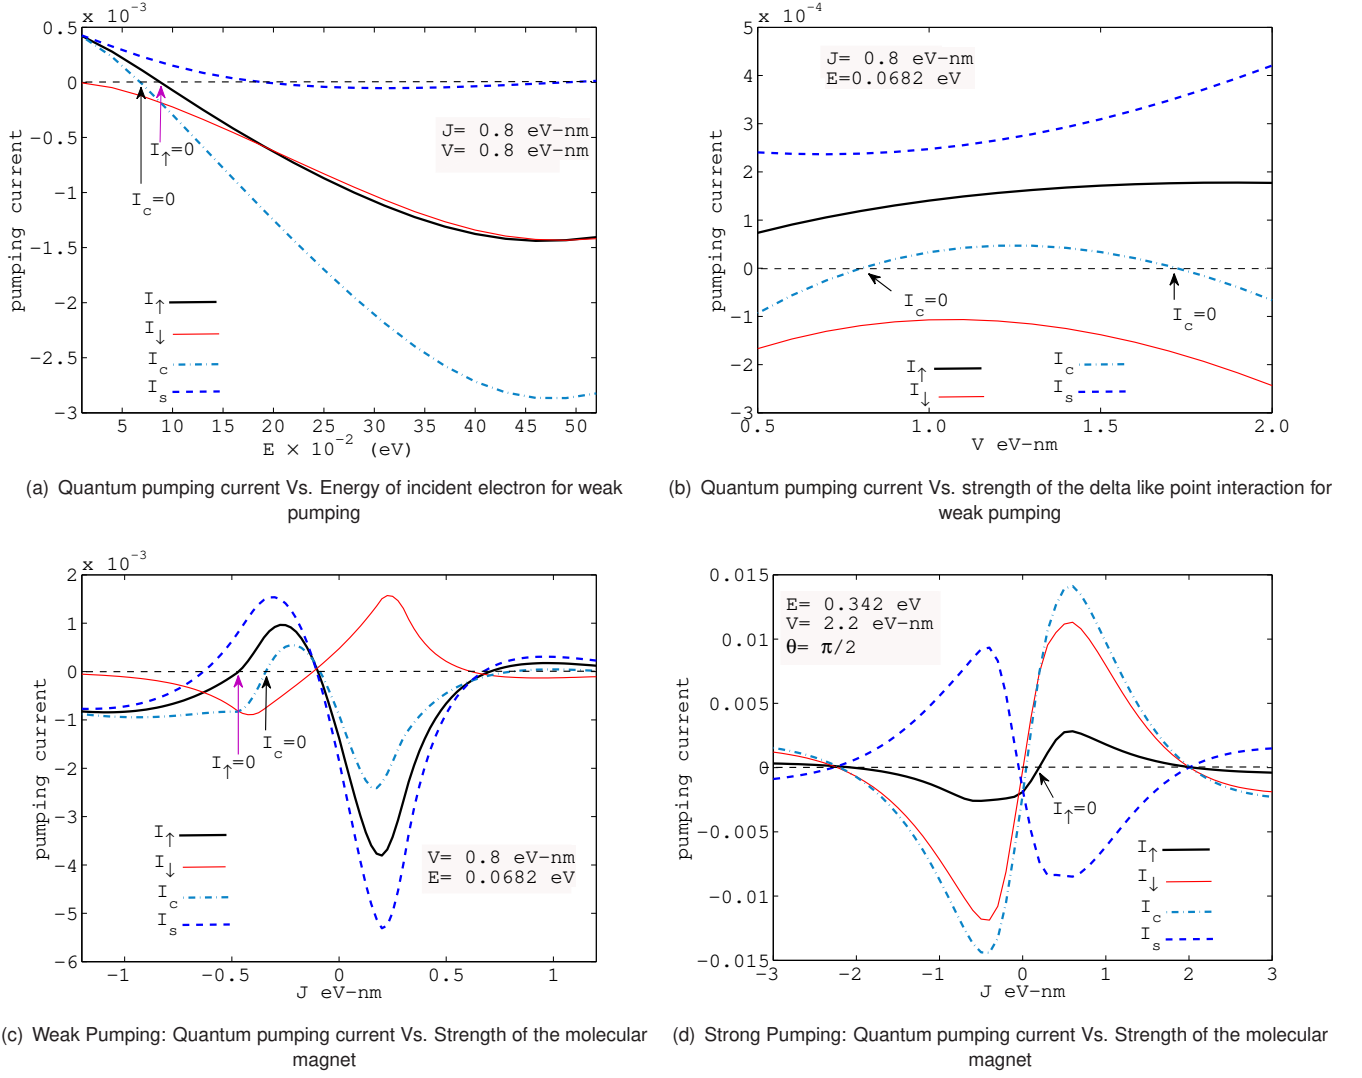 x 10⁻³
0.5
0
−0.5
−1
−1.5
−2
−2.5
−3
pumping current
J= 0.8 eV−nm
V= 0.8 eV−nm
I↑=0
I_c=0
I↑
I↓
I_c
I_s
5 10 15 20 25 30 35 40 45 50
E × 10⁻² (eV)
(a) Quantum pumping current Vs. Energy of incident electron for weak
pumping
x 10⁻⁴
5
4
3
2
1
0
−1
−2
−3
pumping current
J= 0.8 eV−nm
E=0.0682 eV
I_c=0
I_c=0
I↑
I↓
I_c
I_s
0.5 1.0 1.5 2.0
V eV−nm
(b) Quantum pumping current Vs. strength of the delta like point interaction for
weak pumping
x 10⁻³
2
1
0
−1
−2
−3
−4
−5
−6
pumping current
I_c=0
I↑=0
I↑
I↓
I_c
I_s
V= 0.8 eV−nm
E= 0.0682 eV
−1 −0.5 0 0.5 1
J eV−nm
(c) Weak Pumping: Quantum pumping current Vs. Strength of the molecular
magnet
0.015
0.010
0.005
0
−0.005
−0.01
−0.015
pumping current
E= 0.342 eV
V= 2.2 eV−nm
θ= π/2
I↑=0
I↑
I↓
I_c
I_s
−3 −2 −1 0 1 2 3
J eV−nm
(d) Strong Pumping: Quantum pumping current Vs. Strength of the molecular
magnet